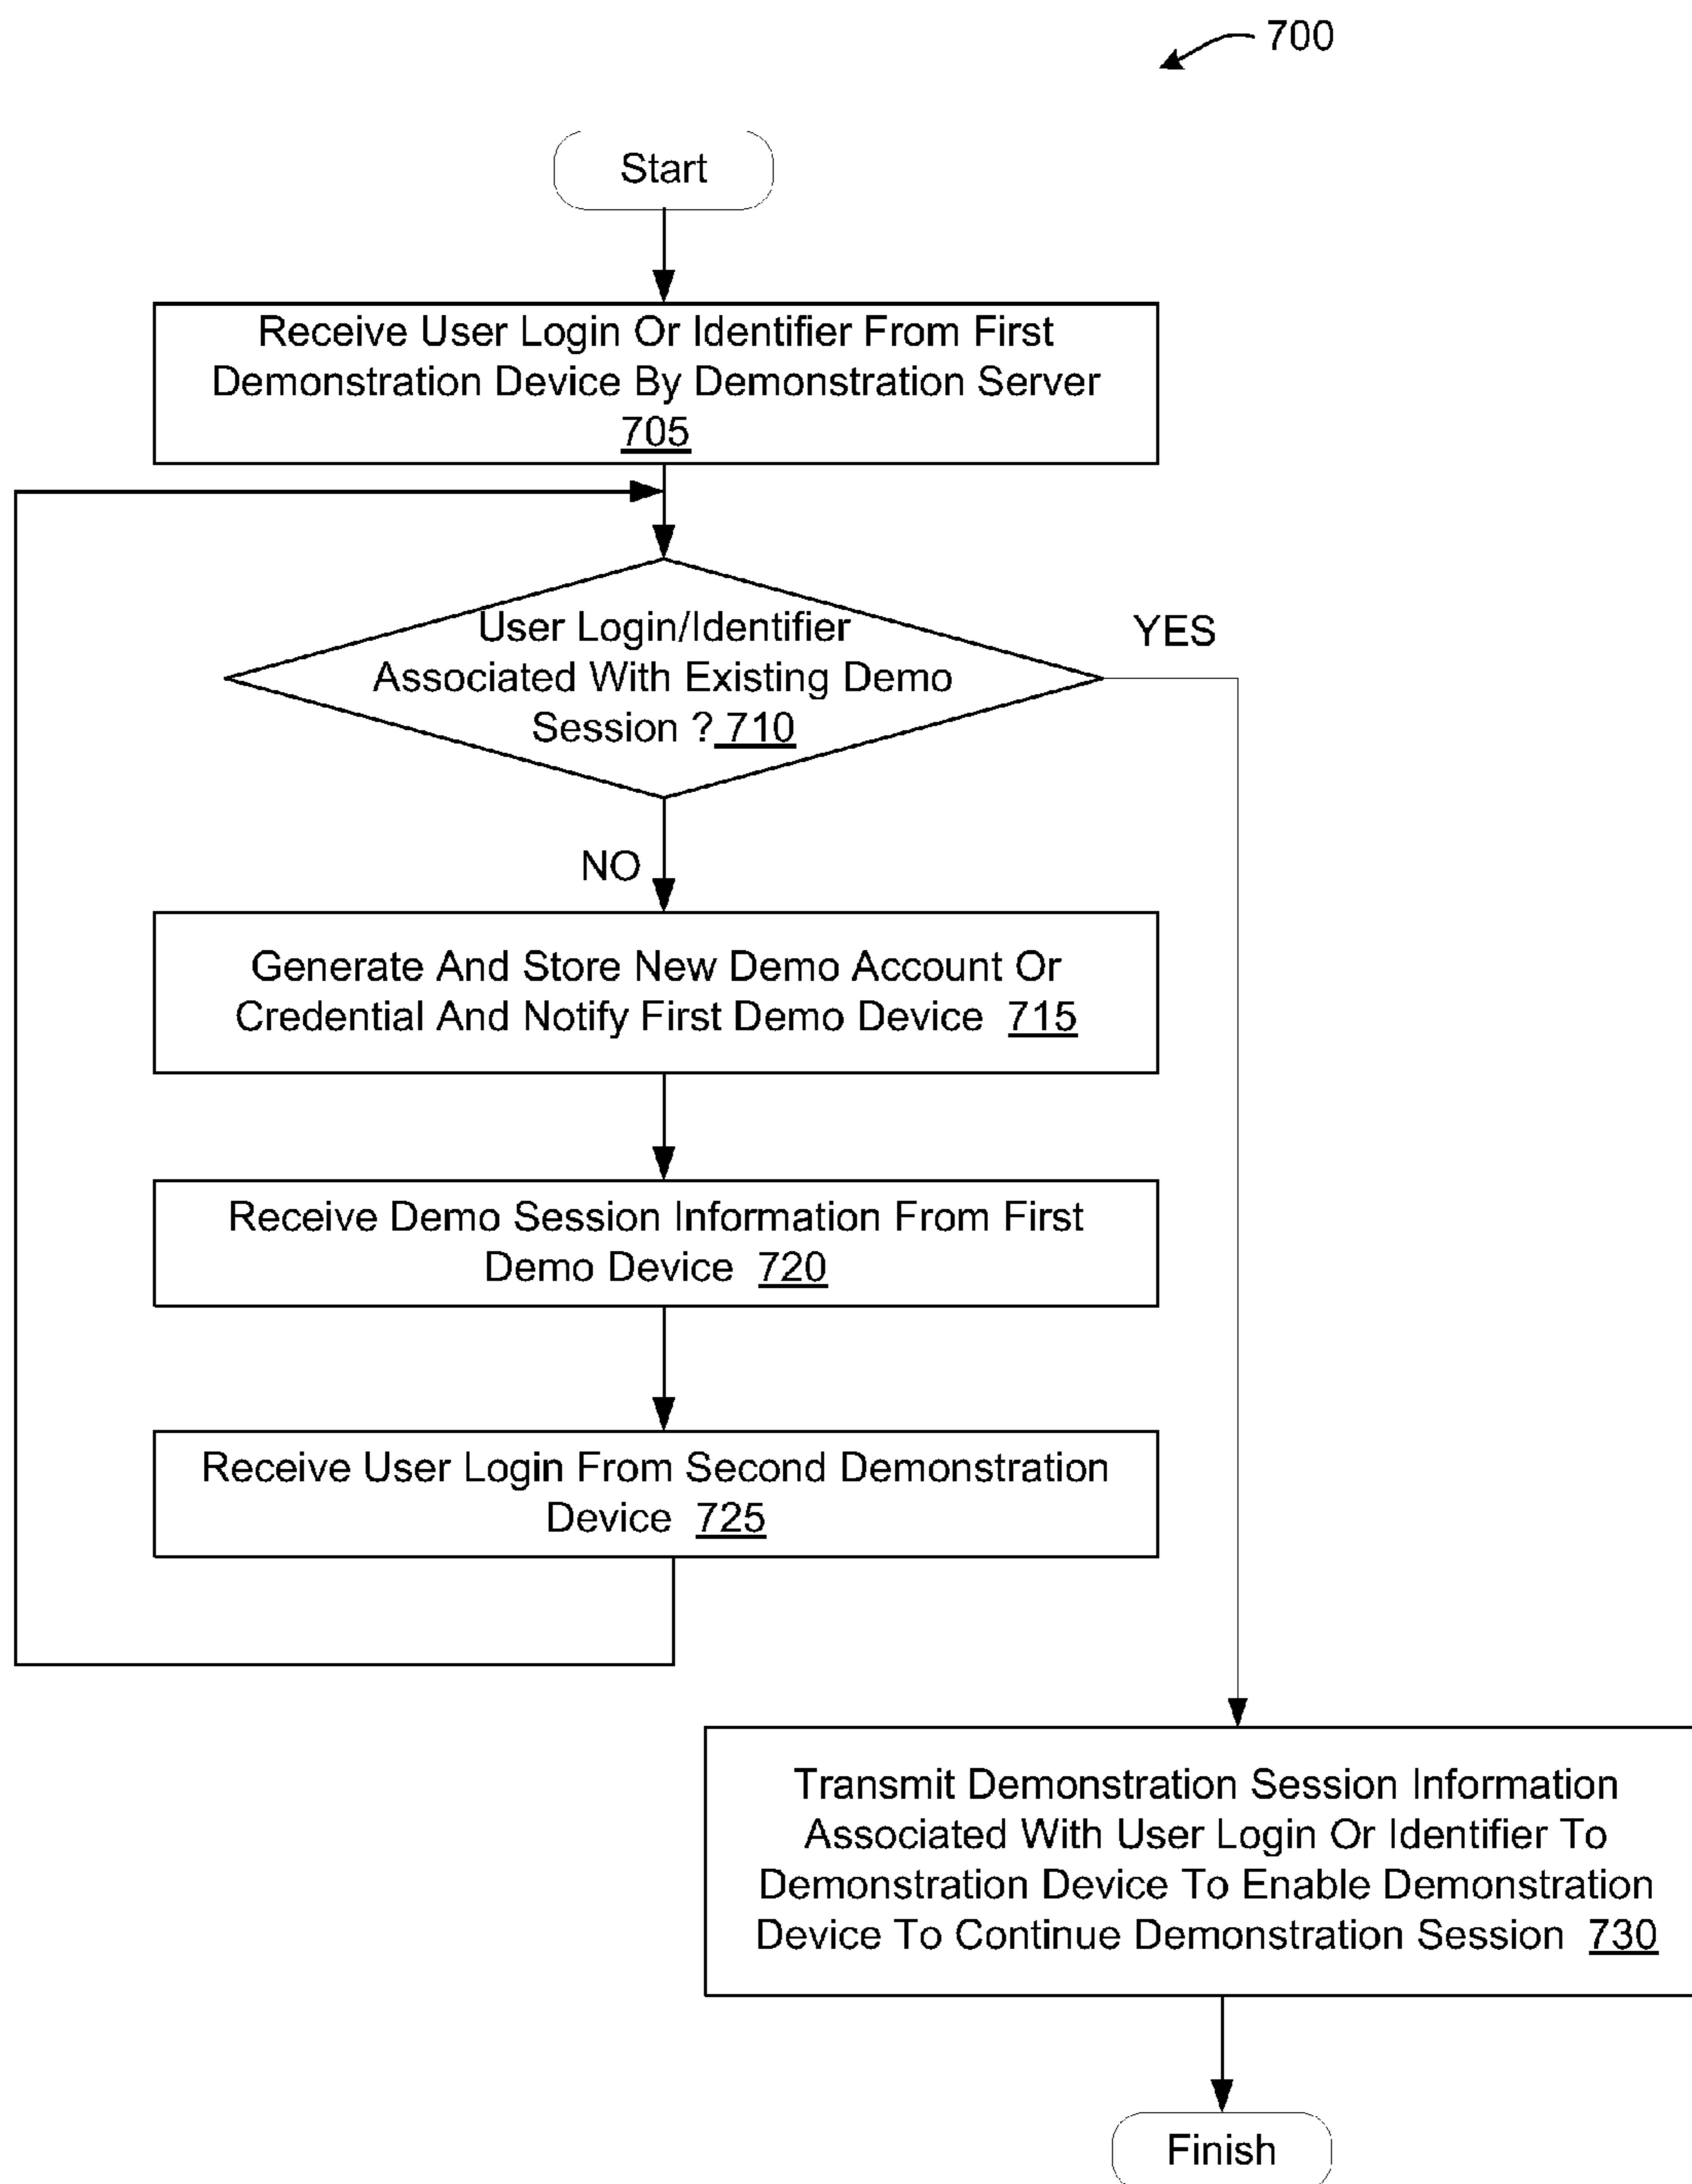 700
Start
Receive User Login Or Identifier From First
Demonstration Device By Demonstration Server
705
User Login/Identifier
Associated With Existing Demo
Session ? 710
YES
NO
Generate And Store New Demo Account Or
Credential And Notify First Demo Device 715
Receive Demo Session Information From First
Demo Device 720
Receive User Login From Second Demonstration
Device 725
Transmit Demonstration Session Information
Associated With User Login Or Identifier To
Demonstration Device To Enable Demonstration
Device To Continue Demonstration Session 730
Finish